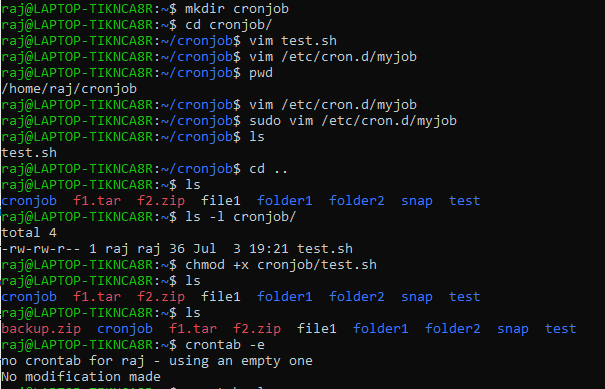 raj@LAPTOP-TIKNCA8R:~$ mkdir cronjob
raj@LAPTOP-TIKNCA8R:~$ cd cronjob/
raj@LAPTOP-TIKNCA8R:~/cronjob$ vim test.sh
raj@LAPTOP-TIKNCA8R:~/cronjob$ vim /etc/cron.d/myjob
raj@LAPTOP-TIKNCA8R:~/cronjob$ pwd
/home/raj/cronjob
raj@LAPTOP-TIKNCA8R:~/cronjob$ vim /etc/cron.d/myjob
raj@LAPTOP-TIKNCA8R:~/cronjob$ sudo vim /etc/cron.d/myjob
raj@LAPTOP-TIKNCA8R:~/cronjob$ ls
test.sh
raj@LAPTOP-TIKNCA8R:~/cronjob$ cd ..
raj@LAPTOP-TIKNCA8R:~$ ls
cronjob f1.tar f2.zip file1 folder1 folder2 snap test
raj@LAPTOP-TIKNCA8R:~$ ls -l cronjob/
total 4
-rw-rw-r-- 1 raj raj 36 Jul 3 19:21 test.sh
raj@LAPTOP-TIKNCA8R:~$ chmod +x cronjob/test.sh
raj@LAPTOP-TIKNCA8R:~$ ls
cronjob f1.tar f2.zip file1 folder1 folder2 snap test
raj@LAPTOP-TIKNCA8R:~$ ls
backup.zip cronjob f1.tar f2.zip file1 folder1 folder2 snap test
raj@LAPTOP-TIKNCA8R:~$ crontab -e
no crontab for raj - using an empty one
No modification made